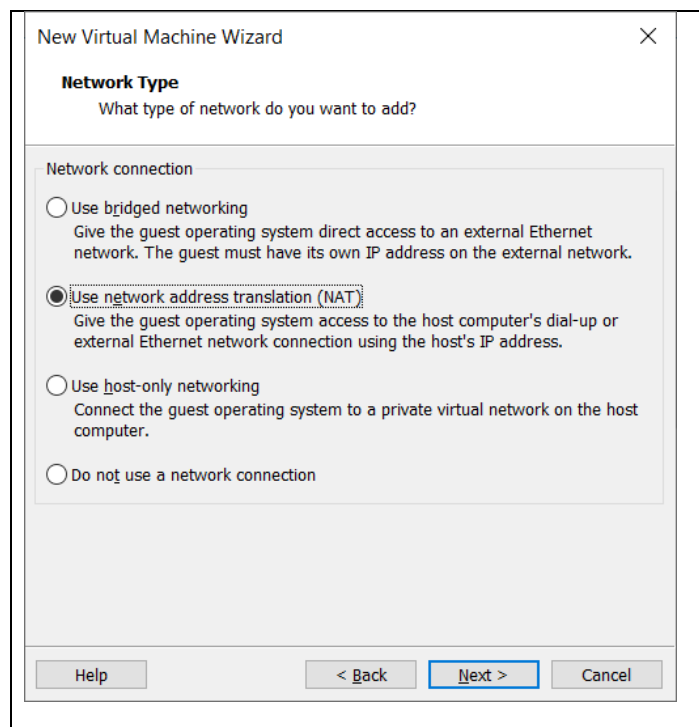 New Virtual Machine Wizard
Network Type
What type of network do you want to add?
Network connection
Use bridged networking
Give the guest operating system direct access to an external Ethernet
network. The guest must have its own IP address on the external network.
Use network address translation (NAT)
Give the guest operating system access to the host computer's dial-up or
external Ethernet network connection using the host's IP address.
Use host-only networking
Connect the guest operating system to a private virtual network on the host
computer.
Do not use a network connection
Help < Back Next > Cancel